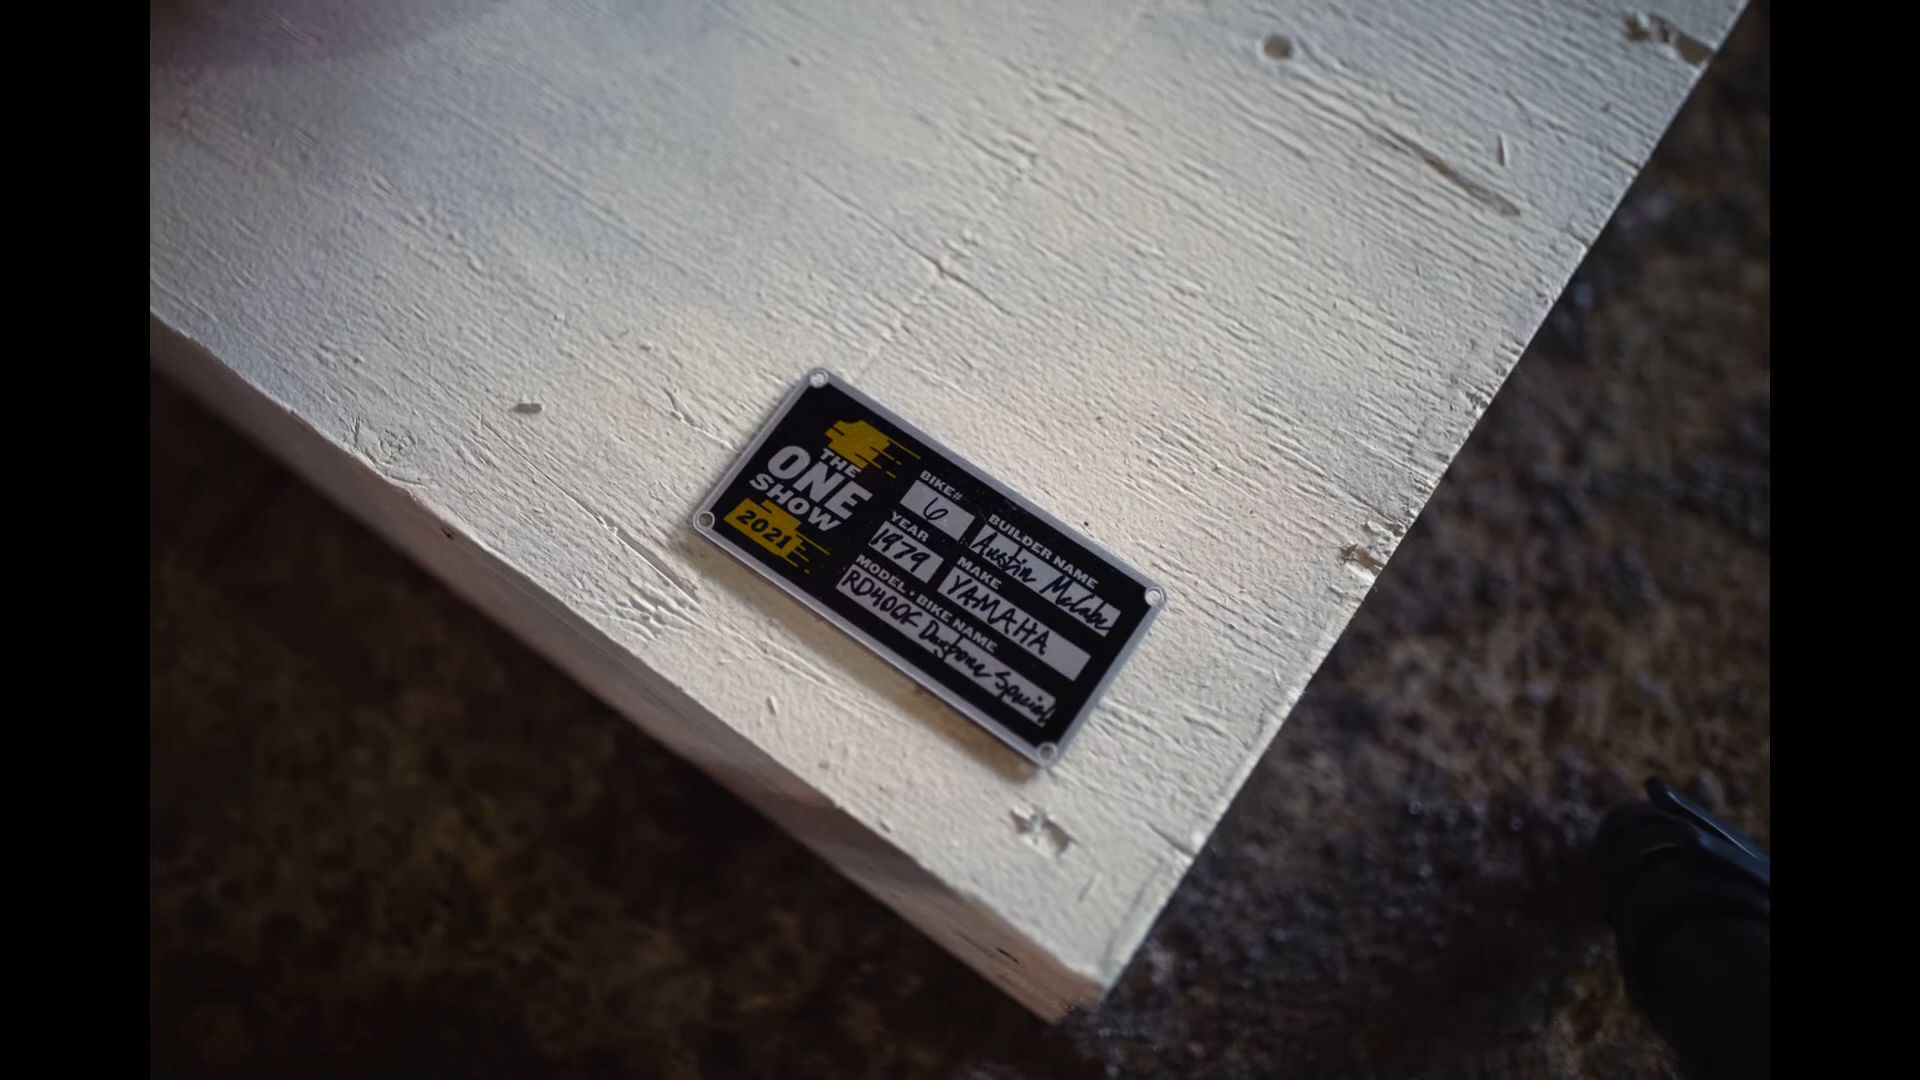 1
THE
ONE
SHOW
2021
BIKE#
6
BUILDER NAME
Austin McCabe
YEAR
1979
MAKE
YAMAHA
MODEL • BIKE NAME
RD400F Daytona Special